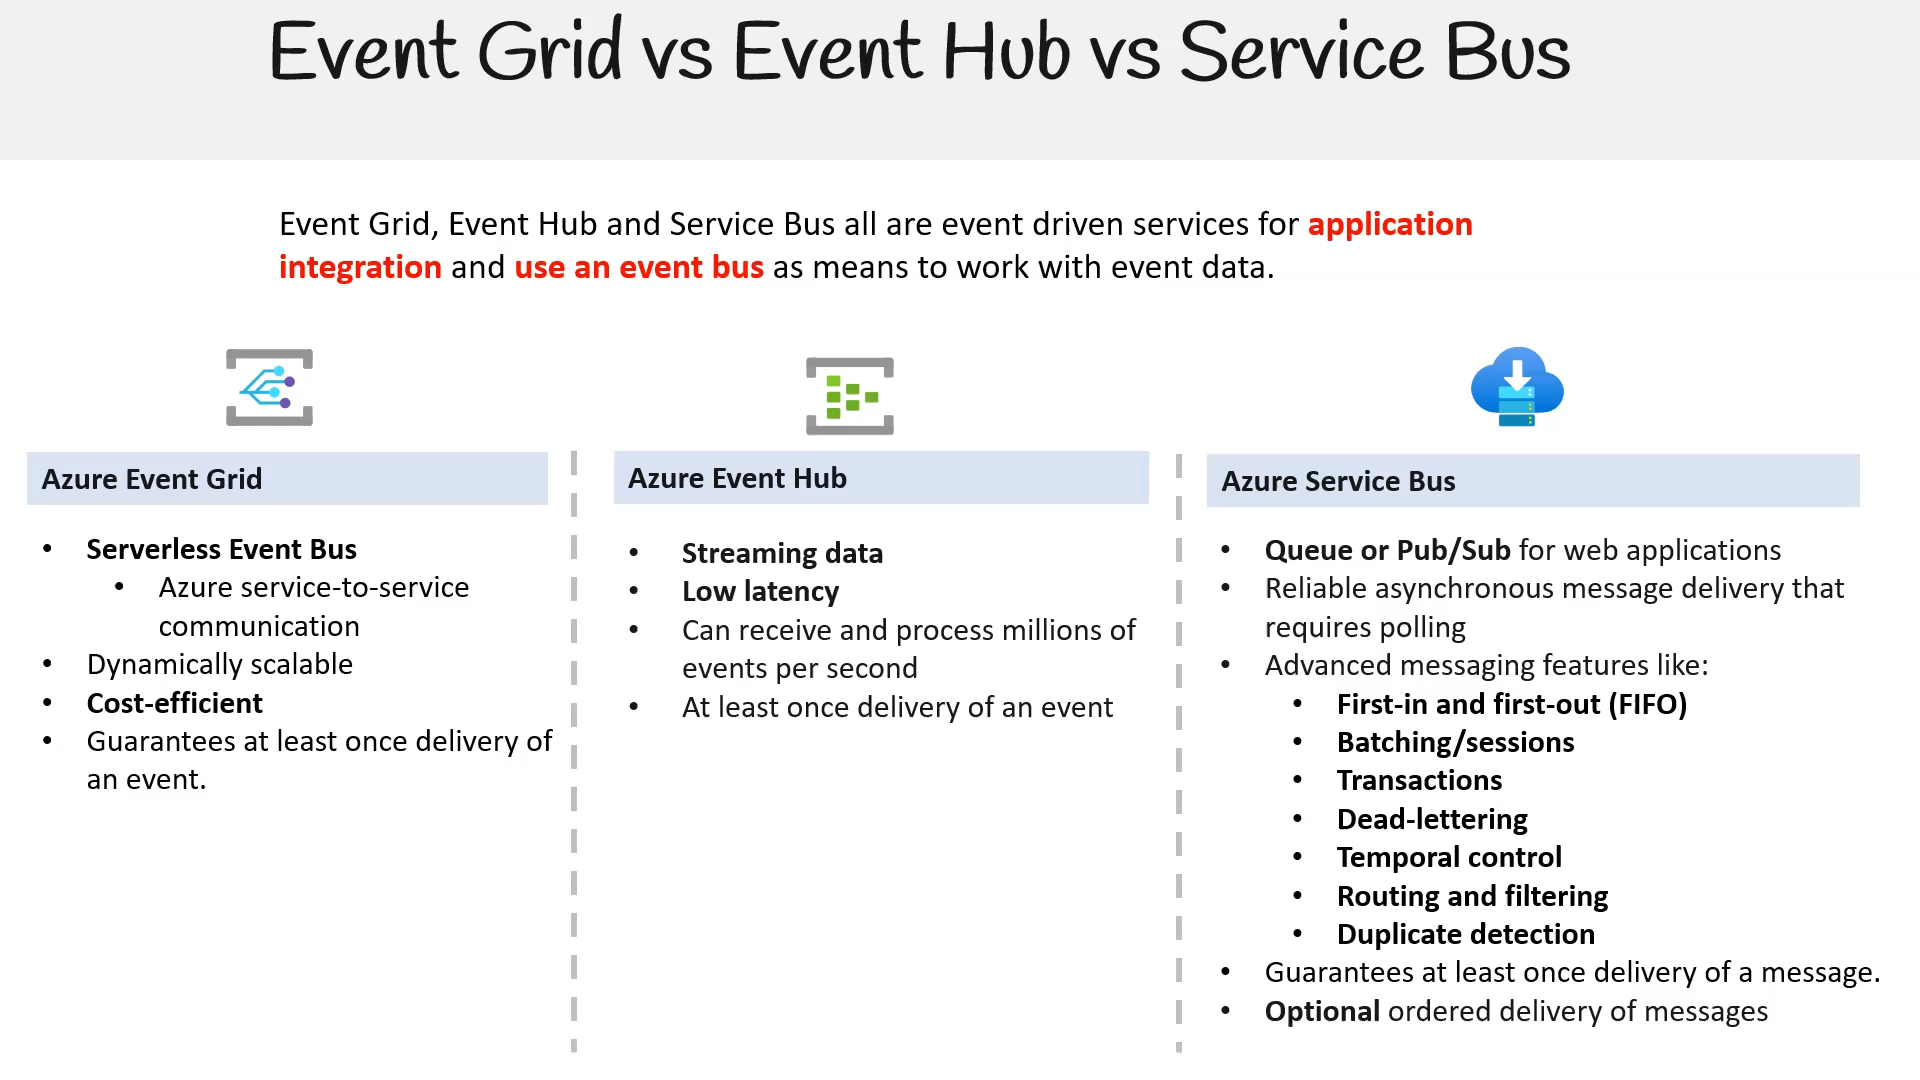 Event Grid vs Event Hub vs Service Bus
Event Grid, Event Hub and Service Bus all are event driven services for application
integration and use an event bus as means to work with event data.
Azure Event Grid
• Serverless Event Bus
• Azure service-to-service
communication
• Dynamically scalable
• Cost-efficient
• Guarantees at least once delivery of
an event.
Azure Event Hub
• Streaming data
• Low latency
• Can receive and process millions of
events per second
• At least once delivery of an event
Azure Service Bus
• Queue or Pub/Sub for web applications
• Reliable asynchronous message delivery that
requires polling
• Advanced messaging features like:
• First-in and first-out (FIFO)
• Batching/sessions
• Transactions
• Dead-lettering
• Temporal control
• Routing and filtering
• Duplicate detection
• Guarantees at least once delivery of a message.
• Optional ordered delivery of messages